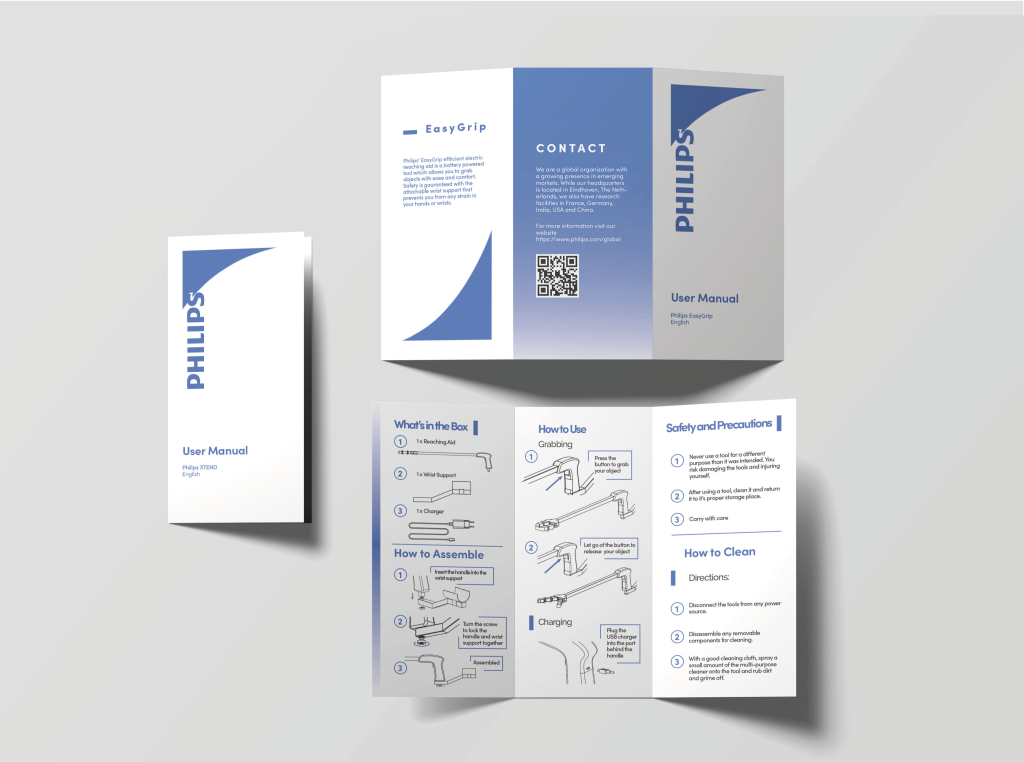 PHILIPS
User Manual
Philips XTEND
English
EasyGrip
Philips' EasyGrip efficient electric
reaching aid is a battery powered
tool which allows you to grab
objects with ease and comfort.
Safety is gauranteed with the
attachable wrist support that
prevents you from any strain in
your hands or wrists.
CONTACT
We are a global organization with
a growing presence in emerging
markets. While our headquarters
is located in Eindhoven, The Neth-
erlands, we also have research
facilities in France, Germany,
India, USA and China.
For more information visit our
website
https://www.philips.com/global
PHILIPS
User Manual
Philips EasyGrip
English
What's in the Box
1 1 x Reaching Aid
2 1 x Wrist Support
3 1 x Charger
How to Assemble
1 Insert the handle into the
wrist support
2 Turn the screw
to lock the
handle and wrist
support together
3 Assembled
How to Use
Grabbing
1 Press the
button to grab
your object
2 Let go of the button to
release your object
Charging
Plug the
USB charger
into the port
behind the
handle
Safety and Precautions
1 Never use a tool for a different
purpose than it was intended. You
risk damaging the tools and injuring
yourself.
2 After using a tool, clean it and return
it to it's proper storage place.
3 Carry with care
How to Clean
Directions:
1 Disconnect the tools from any power
source.
2 Disassemble any removable
components for cleaning.
3 With a good cleaning cloth, spray a
small amount of the multi-purpose
cleaner onto the tool and rub dirt
and grime off.